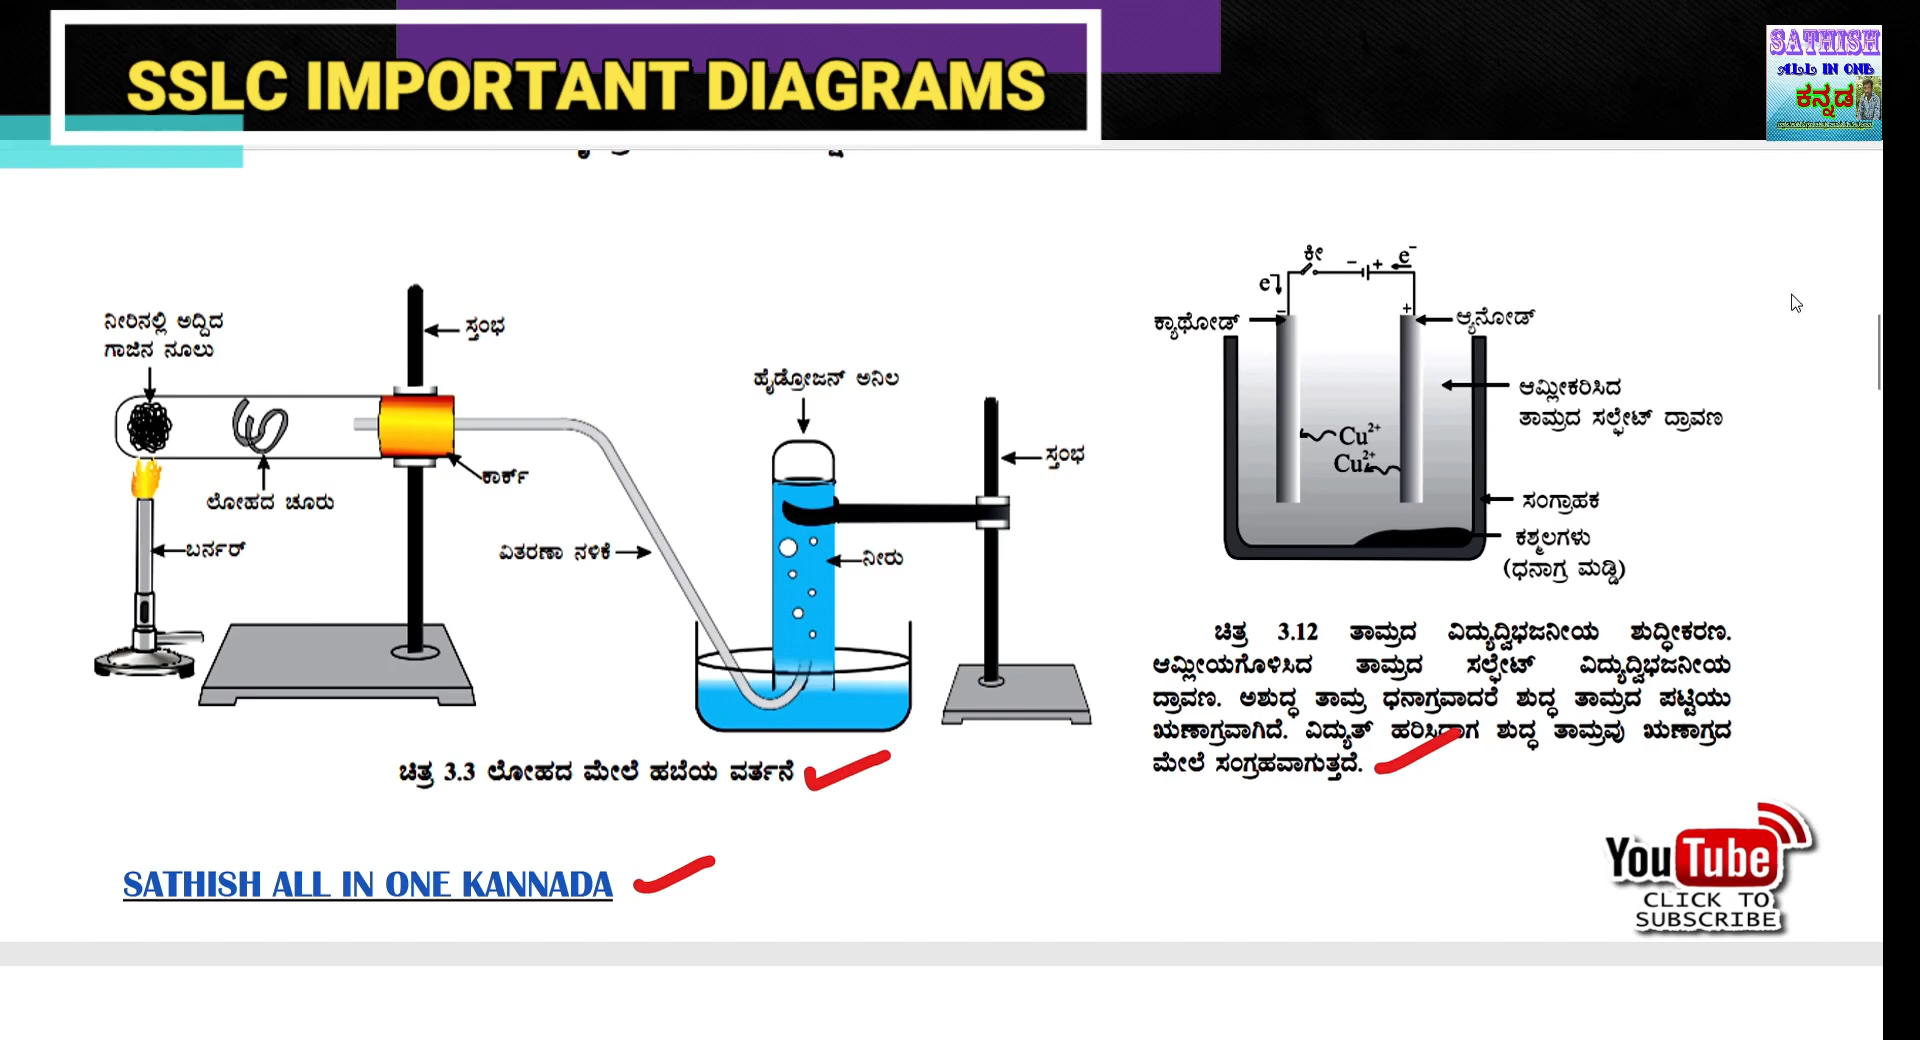 SSLC IMPORTANT DIAGRAMS
SATHISH
ALL IN ONE
ಕನ್ನಡ
ನೀರಿನಲ್ಲಿ ಅದ್ದಿದ
ಗಾಜಿನ ನೂಲು
ಸ್ತಂಭ
ಲೋಹದ ಚೂರು
ಕಾರ್ಕ್
ಬರ್ನರ್
ವಿತರಣಾ ನಳಿಕೆ
ಹೈಡ್ರೋಜನ್ ಅನಿಲ
ಸ್ತಂಭ
ನೀರು
ಚಿತ್ರ 3.3 ಲೋಹದ ಮೇಲೆ ಹಬೆಯ ವರ್ತನೆ
ಕೀ
e⁻
− +
e⁻
− +
ಕ್ಯಾಥೋಡ್
ಆ್ಯನೋಡ್
ಆಮ್ಲೀಕರಿಸಿದ
ತಾಮ್ರದ ಸಲ್ಫೇಟ್ ದ್ರಾವಣ
Cu²⁺
Cu²⁺
ಸಂಗ್ರಾಹಕ
ಕಶ್ಮಲಗಳು
(ಧನಾಗ್ರ ಮಡ್ಡಿ)
ಚಿತ್ರ 3.12 ತಾಮ್ರದ ವಿದ್ಯುದ್ವಿಭಜನೀಯ ಶುದ್ಧೀಕರಣ.
ಆಮ್ಲೀಯಗೊಳಿಸಿದ ತಾಮ್ರದ ಸಲ್ಫೇಟ್ ವಿದ್ಯುದ್ವಿಭಜನೀಯ
ದ್ರಾವಣ. ಅಶುದ್ಧ ತಾಮ್ರ ಧನಾಗ್ರವಾದರೆ ಶುದ್ಧ ತಾಮ್ರದ ಪಟ್ಟಿಯು
ಋಣಾಗ್ರವಾಗಿದೆ. ವಿದ್ಯುತ್ ಹರಿಸಿದಾಗ ಶುದ್ಧ ತಾಮ್ರವು ಋಣಾಗ್ರದ
ಮೇಲೆ ಸಂಗ್ರಹವಾಗುತ್ತದೆ.
SATHISH ALL IN ONE KANNADA
YouTube
CLICK TO
SUBSCRIBE